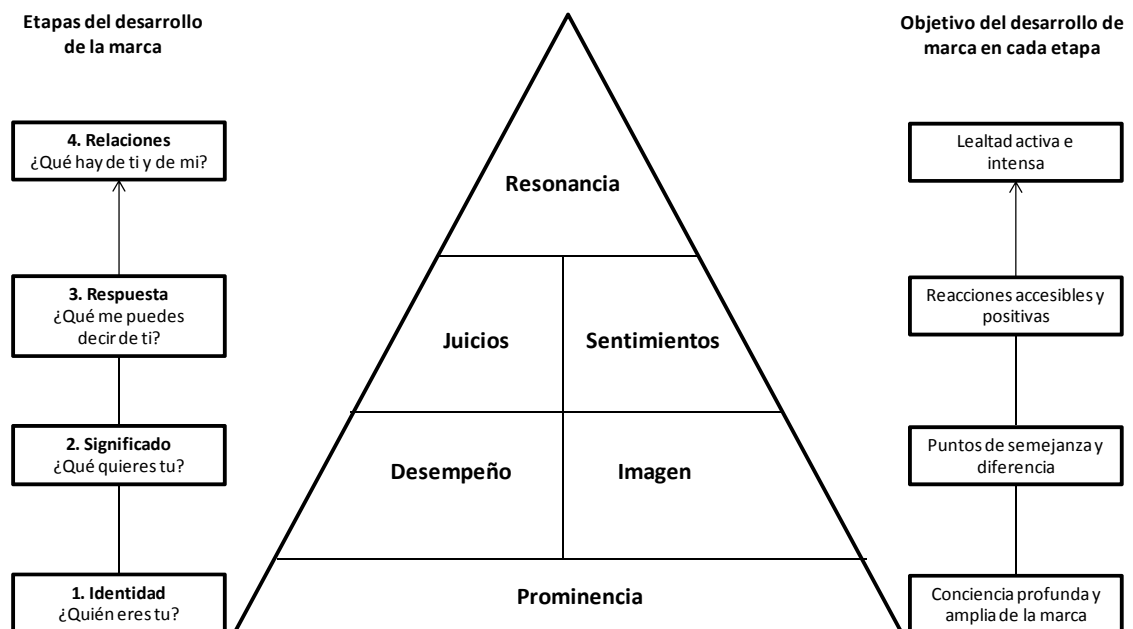 Etapas del desarrollo
de la marca
4. Relaciones
¿Qué hay de ti y de mi?
3. Respuesta
¿Qué me puedes
decir de ti?
2. Significado
¿Qué quieres tu?
1. Identidad
¿Quién eres tu?
Resonancia
Juicios
Sentimientos
Desempeño
Imagen
Prominencia
Objetivo del desarrollo de
marca en cada etapa
Lealtad activa e
intensa
Reacciones accesibles y
positivas
Puntos de semejanza y
diferencia
Conciencia profunda y
amplia de la marca